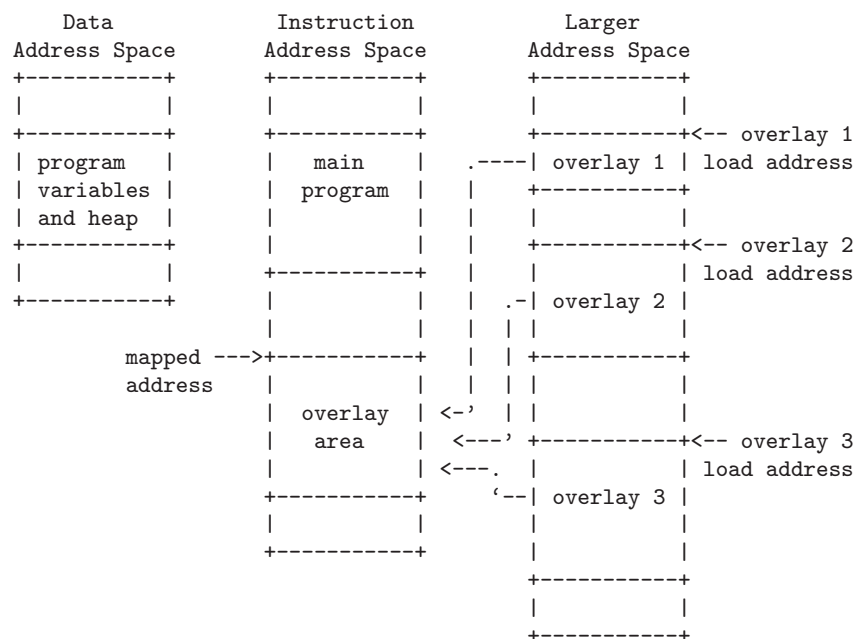 Data             Instruction           Larger
Address Space       Address Space        Address Space
+-----------+       +-----------+        +-----------+
|           |       |           |        |           |
+-----------+       +-----------+        +-----------+<-- overlay 1
| program   |       |   main    |   .----| overlay 1 | load address
| variables |       |  program  |   |    +-----------+
| and heap  |       |           |   |    |           |
+-----------+       |           |   |    +-----------+<-- overlay 2
|           |       +-----------+   |    |           | load address
+-----------+       |           |   |  .-| overlay 2 |
                    |           |   |  | |           |
         mapped --->+-----------+   |  | +-----------+
         address    |           |   |  | |           |
                    |  overlay  | <-'  | |           |
                    |   area    |  <---' +-----------+<-- overlay 3
                    |           | <---.  |           | load address
                    +-----------+     ‘--| overlay 3 |
                    |           |        |           |
                    +-----------+        |           |
                                         +-----------+
                                         |           |
                                         +-----------+